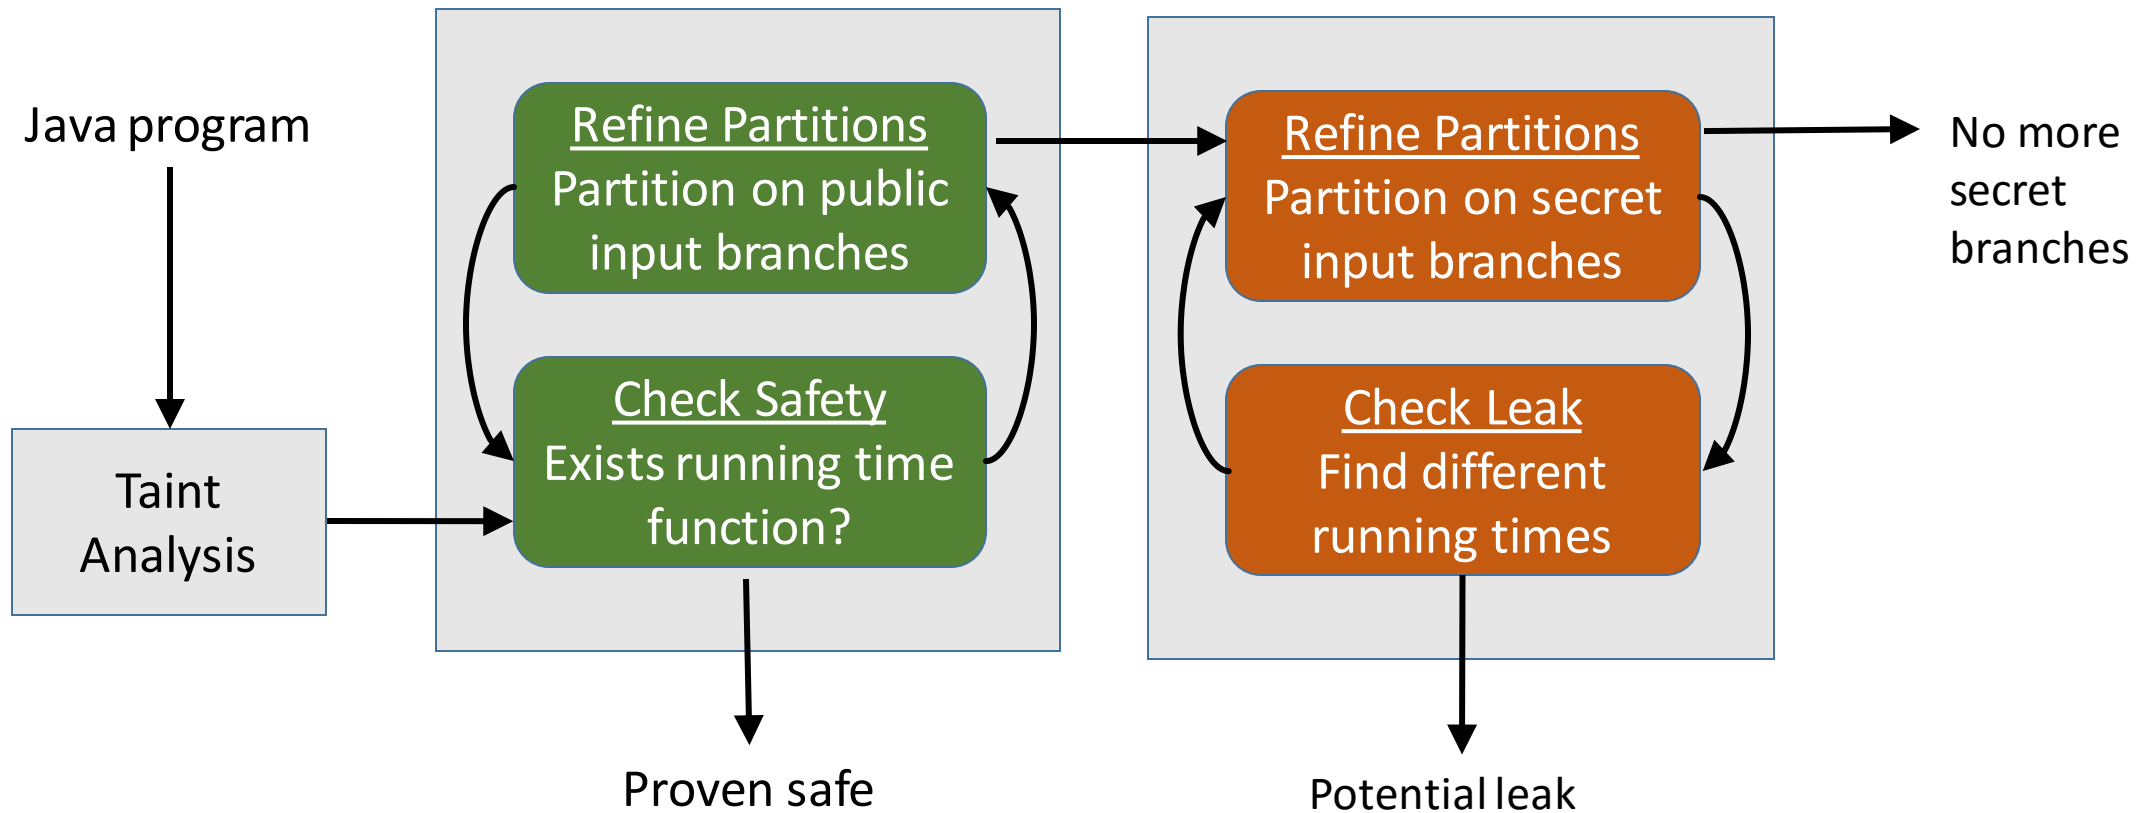 Java program
Taint
Analysis
Refine Partitions
Partition on public
input branches
Check Safety
Exists running time
function?
Proven safe
Refine Partitions
Partition on secret
input branches
Check Leak
Find different
running times
Potential leak
No more
secret
branches